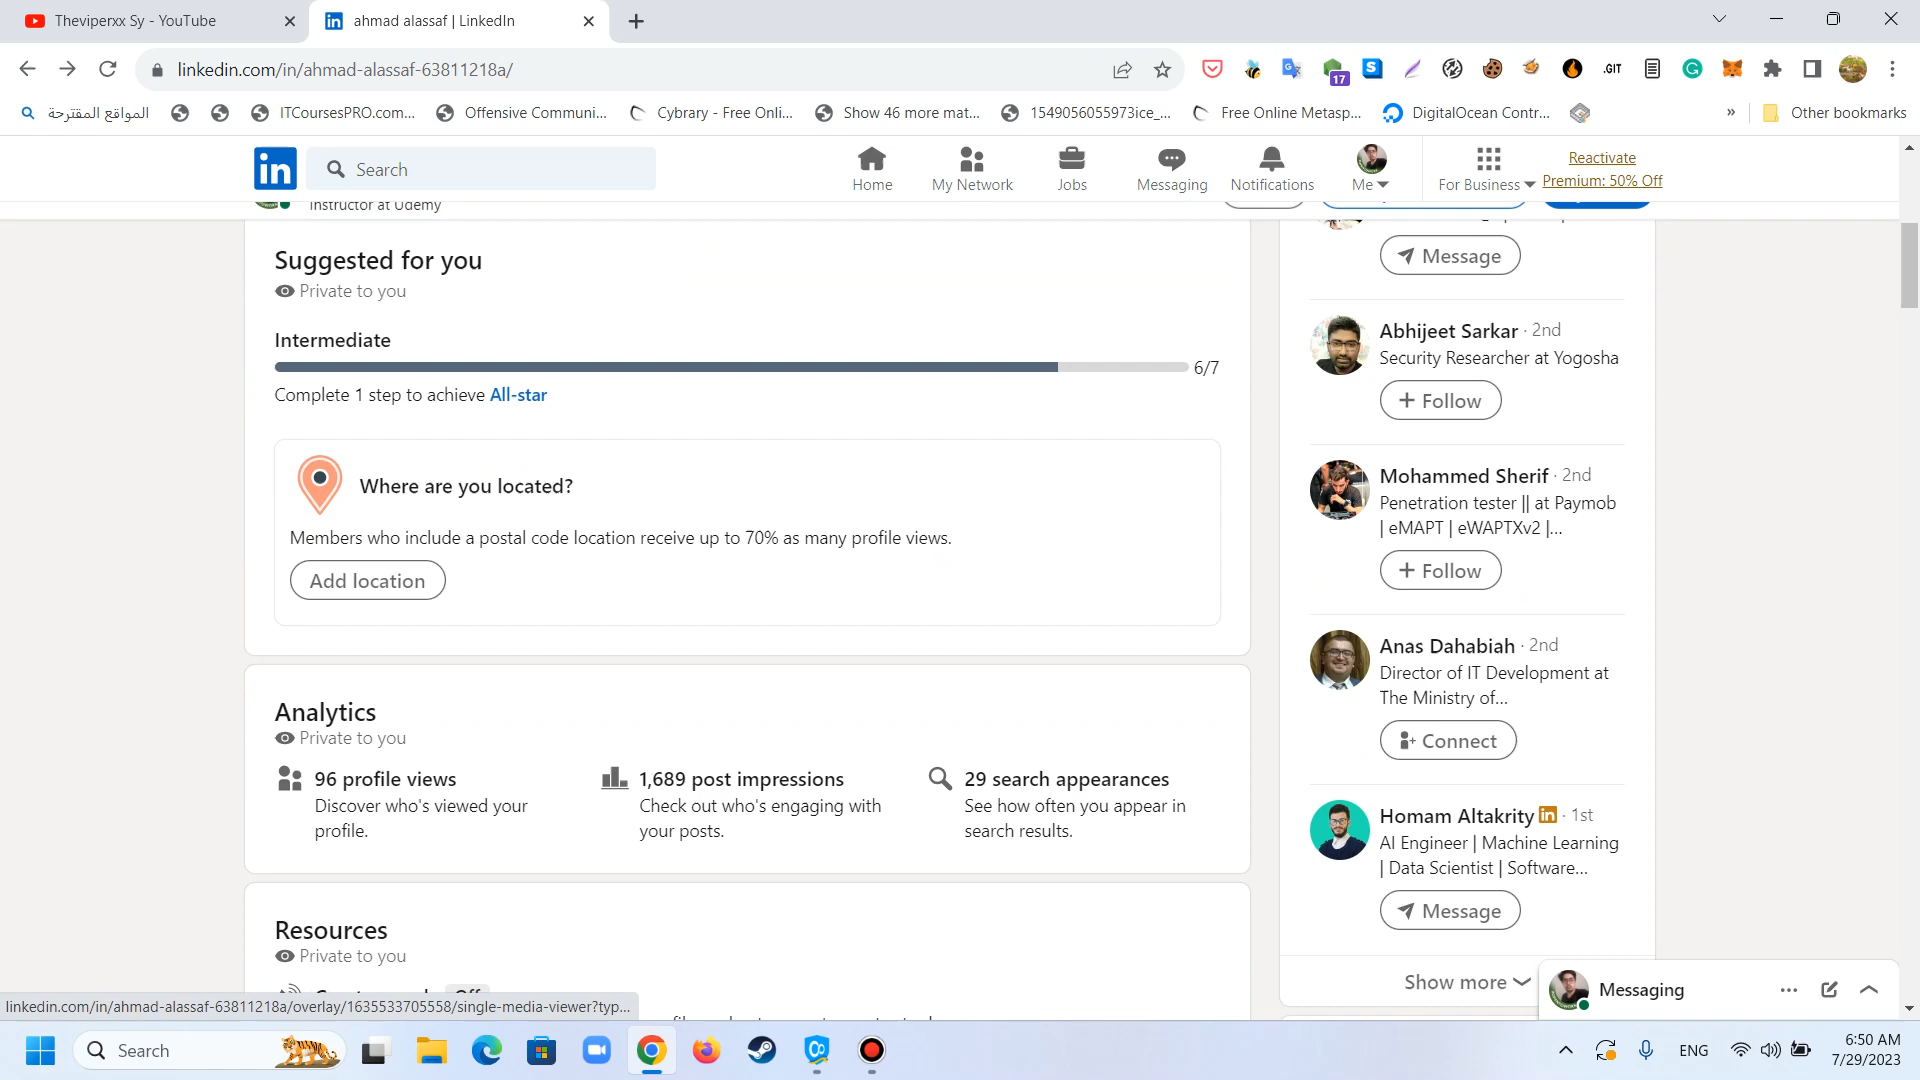 Theviperxx Sy - YouTube
ahmad alassaf | LinkedIn
linkedin.com/in/ahmad-alassaf-63811218a/
17
.GIT
المواقع المقترحة
ITCoursesPRO.com...
Offensive Communi...
Cybrary - Free Onli...
Show 46 more mat...
1549056055973ice_...
Free Online Metasp...
DigitalOcean Contr...
»
Other bookmarks
in
Search
Home
My Network
Jobs
Messaging
Notifications
Me
For Business
Reactivate
Premium: 50% Off
Instructor at Udemy
Suggested for you
Private to you
Intermediate
6/7
Complete 1 step to achieve All-star
Where are you located?
Members who include a postal code location receive up to 70% as many profile views.
Add location
Analytics
Private to you
96 profile views
Discover who's viewed your
profile.
1,689 post impressions
Check out who's engaging with
your posts.
29 search appearances
See how often you appear in
search results.
Resources
Private to you
Message
Abhijeet Sarkar · 2nd
Security Researcher at Yogosha
+ Follow
Mohammed Sherif · 2nd
Penetration tester || at Paymob
| eMAPT | eWAPTXv2 |...
+ Follow
Anas Dahabiah · 2nd
Director of IT Development at
The Ministry of...
Connect
Homam Altakrity in · 1st
AI Engineer | Machine Learning
| Data Scientist | Software...
Message
Show more
Messaging
linkedin.com/in/ahmad-alassaf-63811218a/overlay/1635533705558/single-media-viewer?typ...
Search
ENG
6:50 AM
7/29/2023